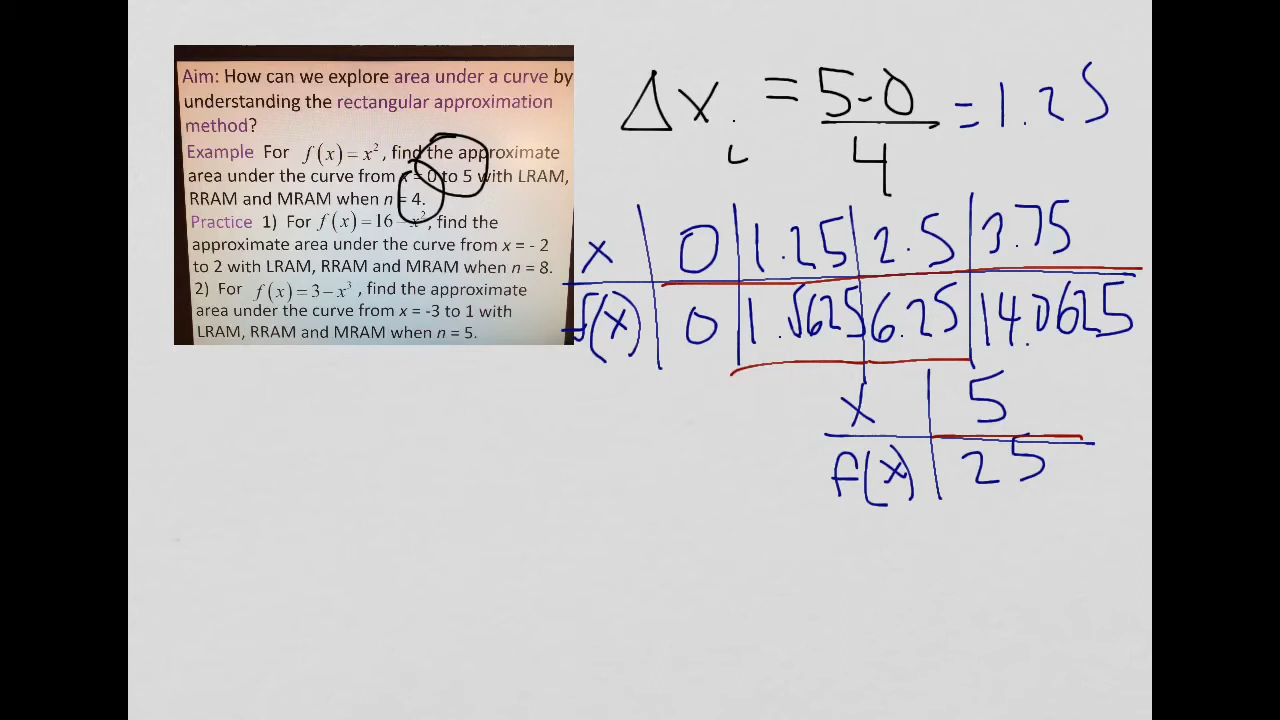 Aim: How can we explore area under a curve by
understanding the rectangular approximation
method?
Example For f(x) = x², find the approximate
area under the curve from x = 0 to 5 with LRAM,
RRAM and MRAM when n = 4.
Practice 1) For f(x) = 16 − x², find the
approximate area under the curve from x = - 2
to 2 with LRAM, RRAM and MRAM when n = 8.
2) For f(x) = 3 − x³, find the approximate
area under the curve from x = -3 to 1 with
LRAM, RRAM and MRAM when n = 5.
Δx = 5-0/4 = 1.25
x 0 1.25 2.5 3.75
f(x) 0 1.5625 6.25 14.0625
x 5
f(x) 25